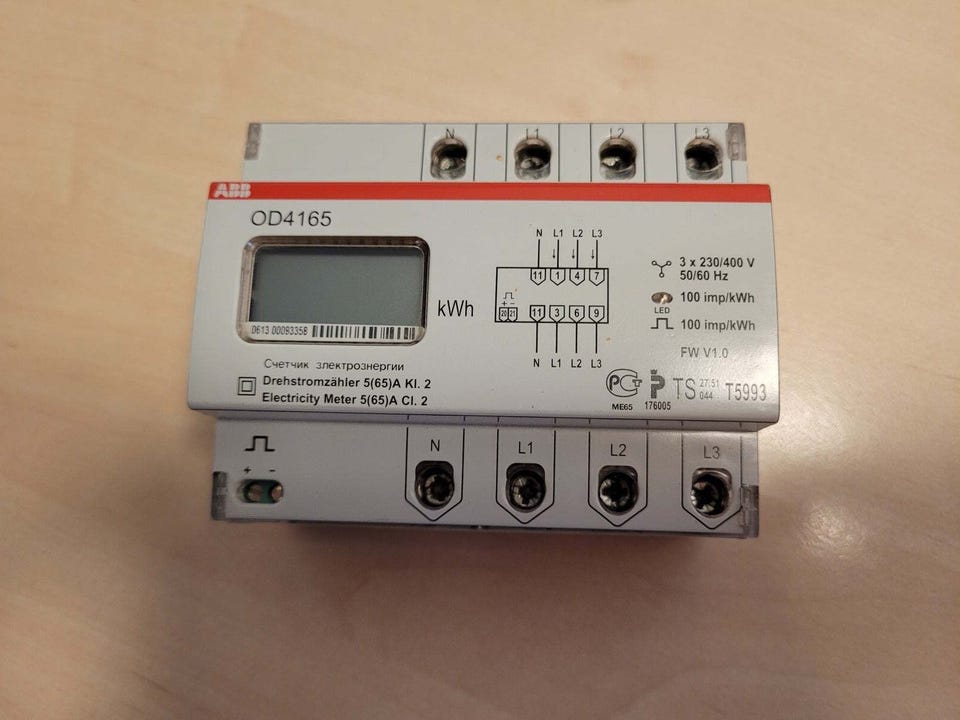 N L1 L2 L3
ABB
OD4165
N L1 L2 L3
11 1 4 7
+ -
20 21 11 3 6 9
N L1 L2 L3
kWh
3 x 230/400 V
50/60 Hz
100 imp/kWh
LED
100 imp/kWh
FW V1.0
0613 00093358
Счетчик электроэнергии
Drehstromzähler 5(65)A Kl. 2
Electricity Meter 5(65)A Cl. 2
РСТ
ME65
176005
TS 27.51
044
T5993
+ -
N L1 L2 L3